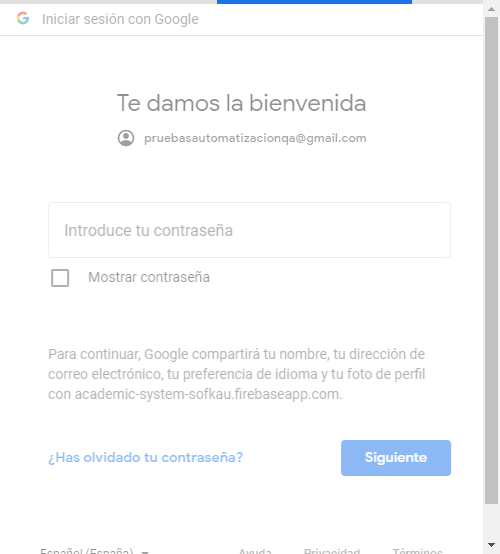 Iniciar sesión con Google
Te damos la bienvenida
pruebasautomatizacionqa@gmail.com
Introduce tu contraseña
Mostrar contraseña
Para continuar, Google compartirá tu nombre, tu dirección de
correo electrónico, tu preferencia de idioma y tu foto de perfil
con academic-system-sofkau.firebaseapp.com.
¿Has olvidado tu contraseña? Siguiente
Español (España) Ayuda Privacidad Términos